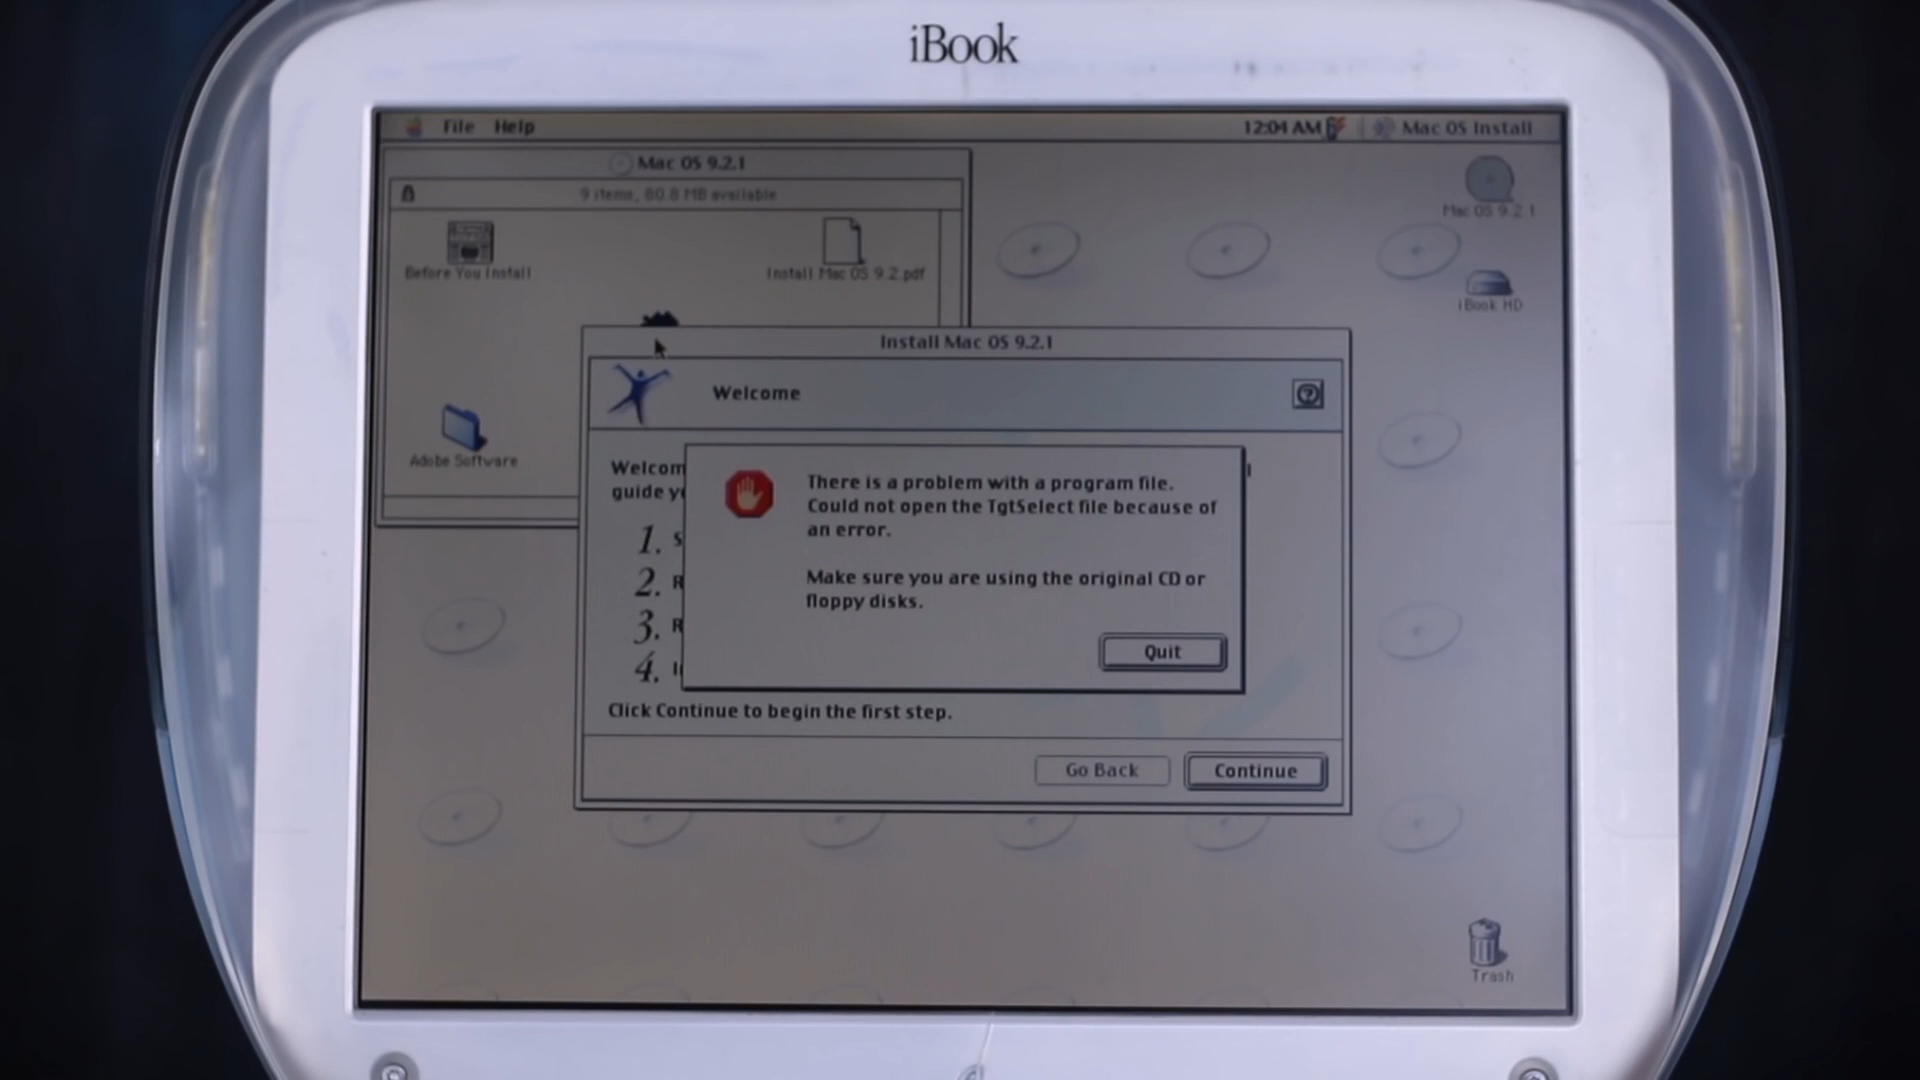 iBook
File Help 12:04 AM Mac OS Install
Mac OS 9.2.1
9 items, 80.8 MB available
Before You Install
Install Mac OS 9.2.pdf
Adobe Software
Mac OS 9.2.1
iBook HD
Install Mac OS 9.2.1
Welcome
Welcom
guide y
1. S
2. R
3. R
4. I
There is a problem with a program file.
Could not open the TgtSelect file because of
an error.
Make sure you are using the original CD or
floppy disks.
Quit
Click Continue to begin the first step.
Go Back Continue
Trash